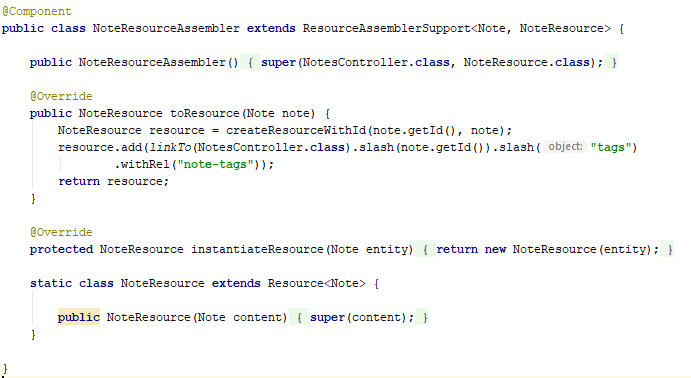 @Component
public class NoteResourceAssembler extends ResourceAssemblerSupport<Note, NoteResource> {
public NoteResourceAssembler() { super(NotesController.class, NoteResource.class); }
@Override
public NoteResource toResource(Note note) {
NoteResource resource = createResourceWithId(note.getId(), note);
resource.add(linkTo(NotesController.class).slash(note.getId()).slash( object: "tags")
.withRel("note-tags"));
return resource;
}
@Override
protected NoteResource instantiateResource(Note entity) { return new NoteResource(entity); }
static class NoteResource extends Resource<Note> {
public NoteResource(Note content) { super(content); }
}
}